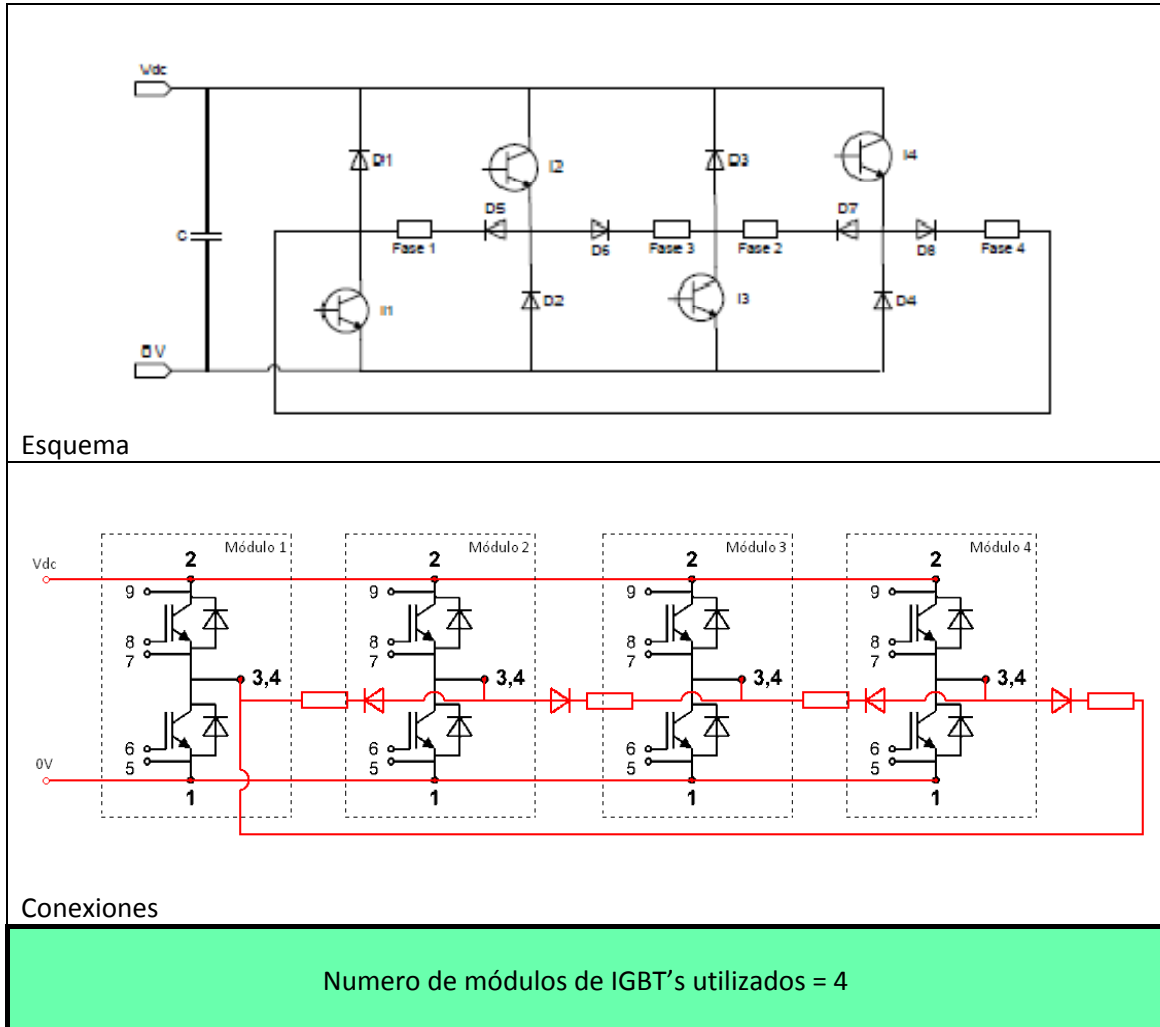 Vdc
D1
I2
D3
I4
D5
D7
C
Fase 1
D6
Fase 3
Fase 2
D8
Fase 4
I1
D2
I3
D4
0 V
Esquema
Módulo 1
Módulo 2
Módulo 3
Módulo 4
Vdc
2
2
2
2
9
9
9
9
8
8
8
8
7
7
7
7
3,4
3,4
3,4
3,4
6
6
6
6
5
5
5
5
0V
1
1
1
1
Conexiones
Numero de módulos de IGBT’s utilizados = 4